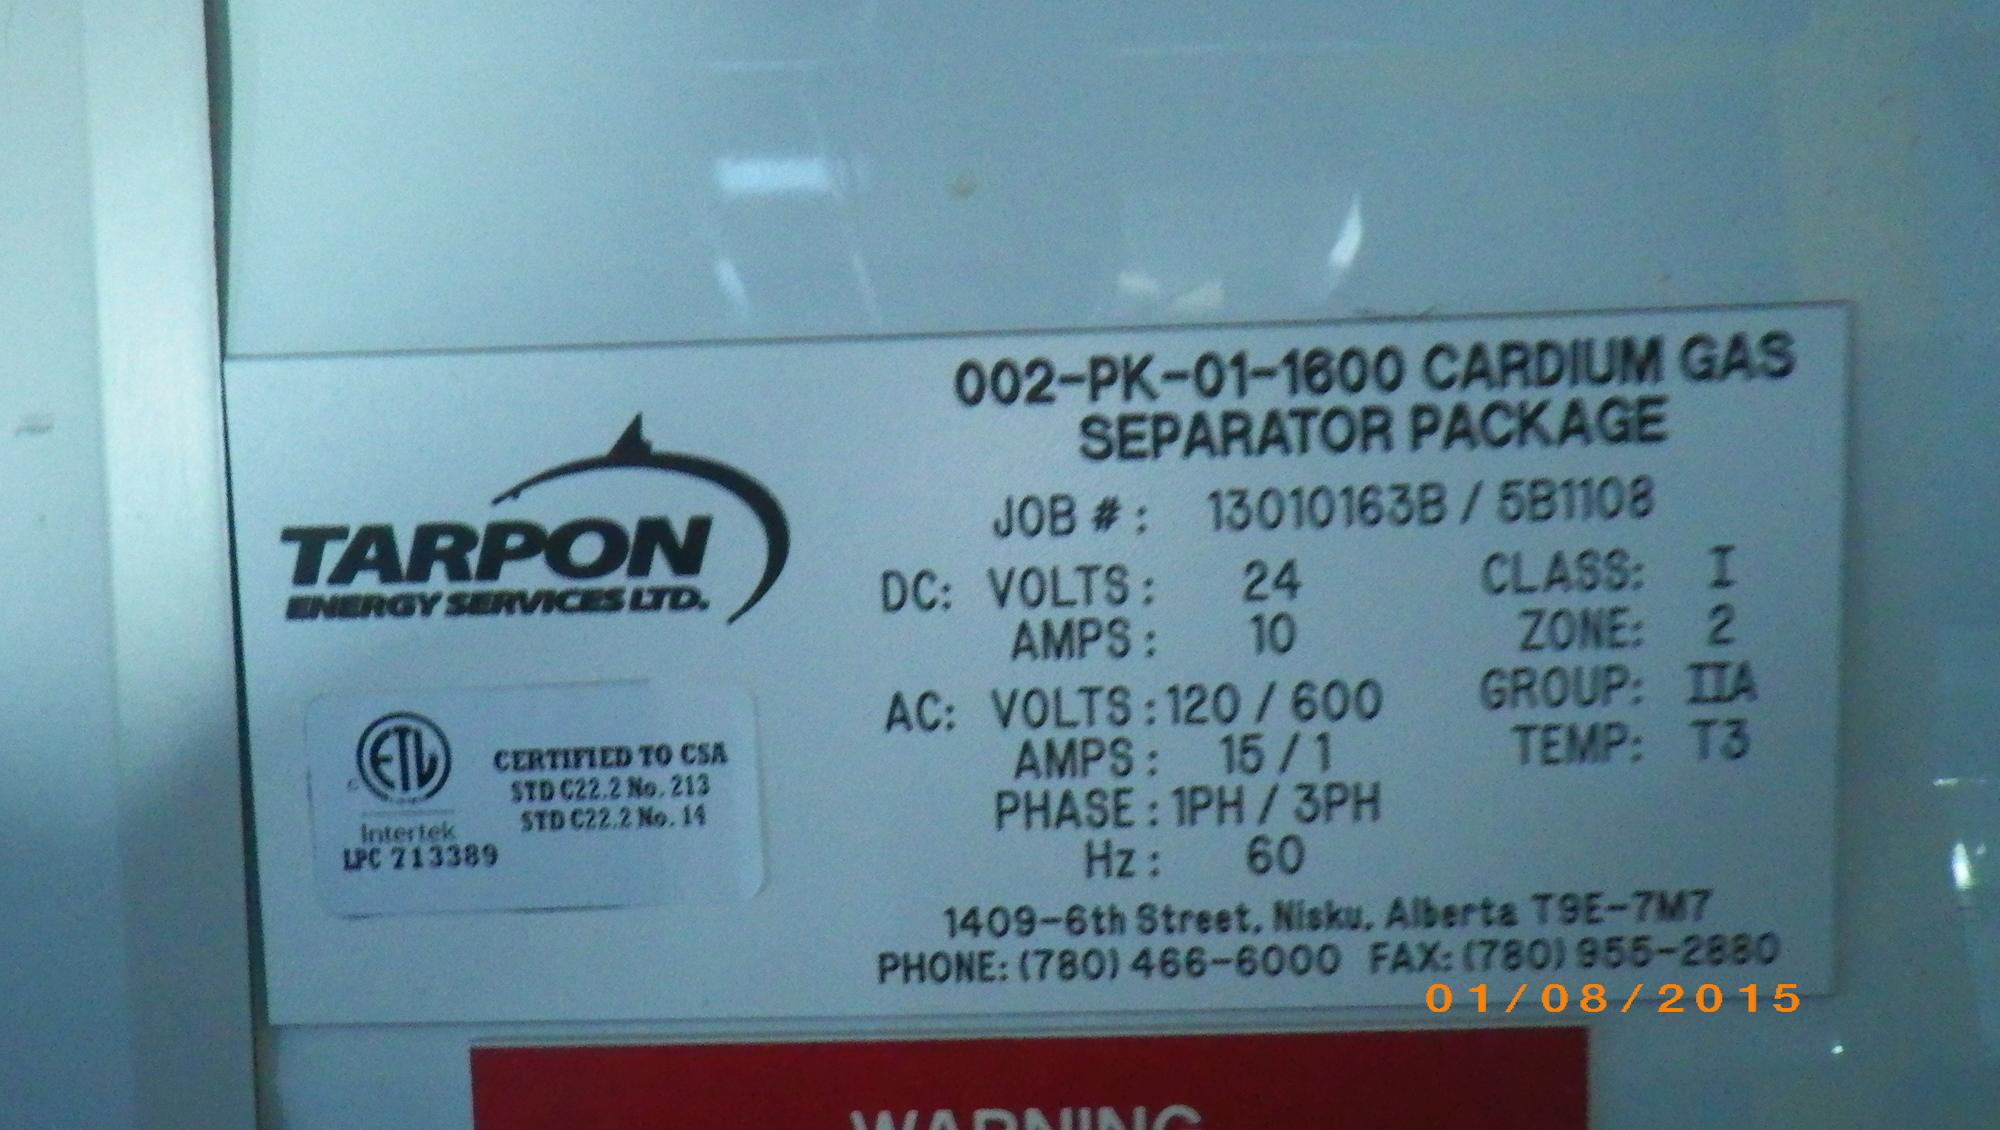 002-PK-01-1600 CARDIUM GAS
SEPARATOR PACKAGE
TARPON
ENERGY SERVICES LTD.
JOB #: 13010163B / 5B1108
DC: VOLTS: 24 CLASS: I
AMPS: 10 ZONE: 2
AC: VOLTS: 120 / 600 GROUP: IIA
AMPS: 15 / 1 TEMP: T3
PHASE: 1PH / 3PH
Hz: 60
ETL
C
Intertek
LPC 713389
CERTIFIED TO CSA
STD C22.2 No. 213
STD C22.2 No. 14
1409-6th Street, Nisku, Alberta T9E-7M7
PHONE: (780) 466-6000 FAX: (780) 955-2880
01/08/2015
WARNING